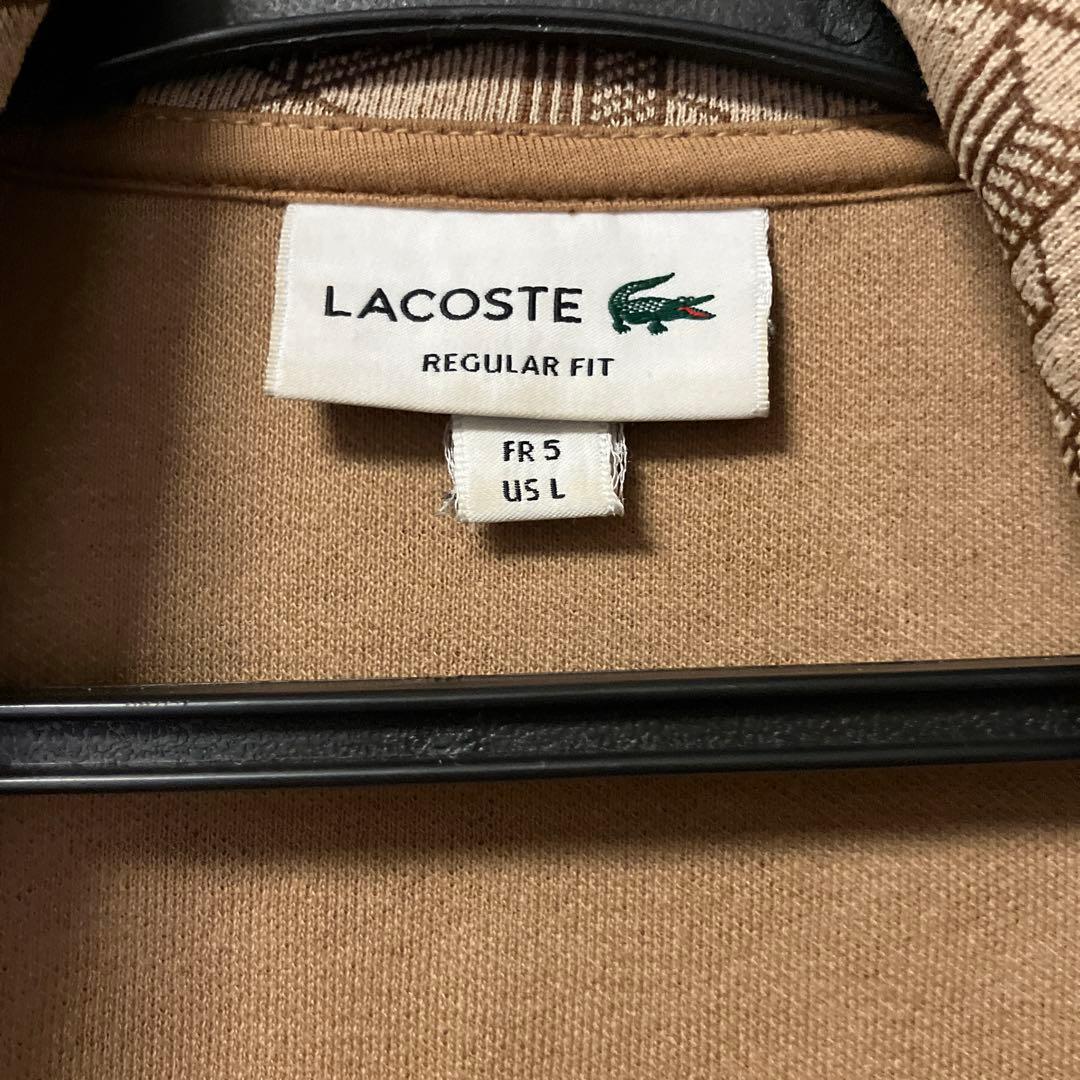 LACOSTE
REGULAR FIT
FR 5
US L